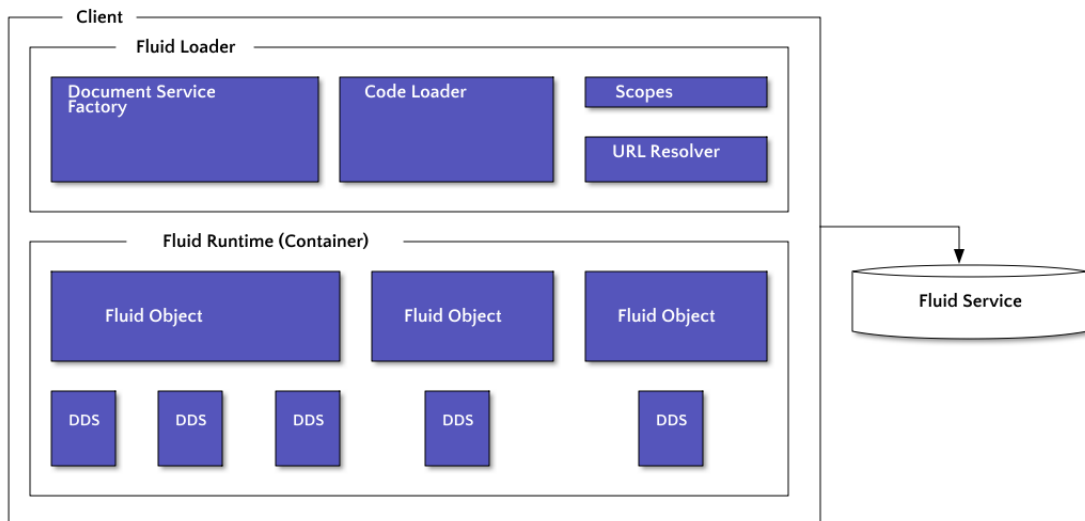 Client
Fluid Loader
Document Service
Factory
Code Loader
Scopes
URL Resolver
Fluid Runtime (Container)
Fluid Object
Fluid Object
Fluid Object
DDS
DDS
DDS
DDS
DDS
Fluid Service